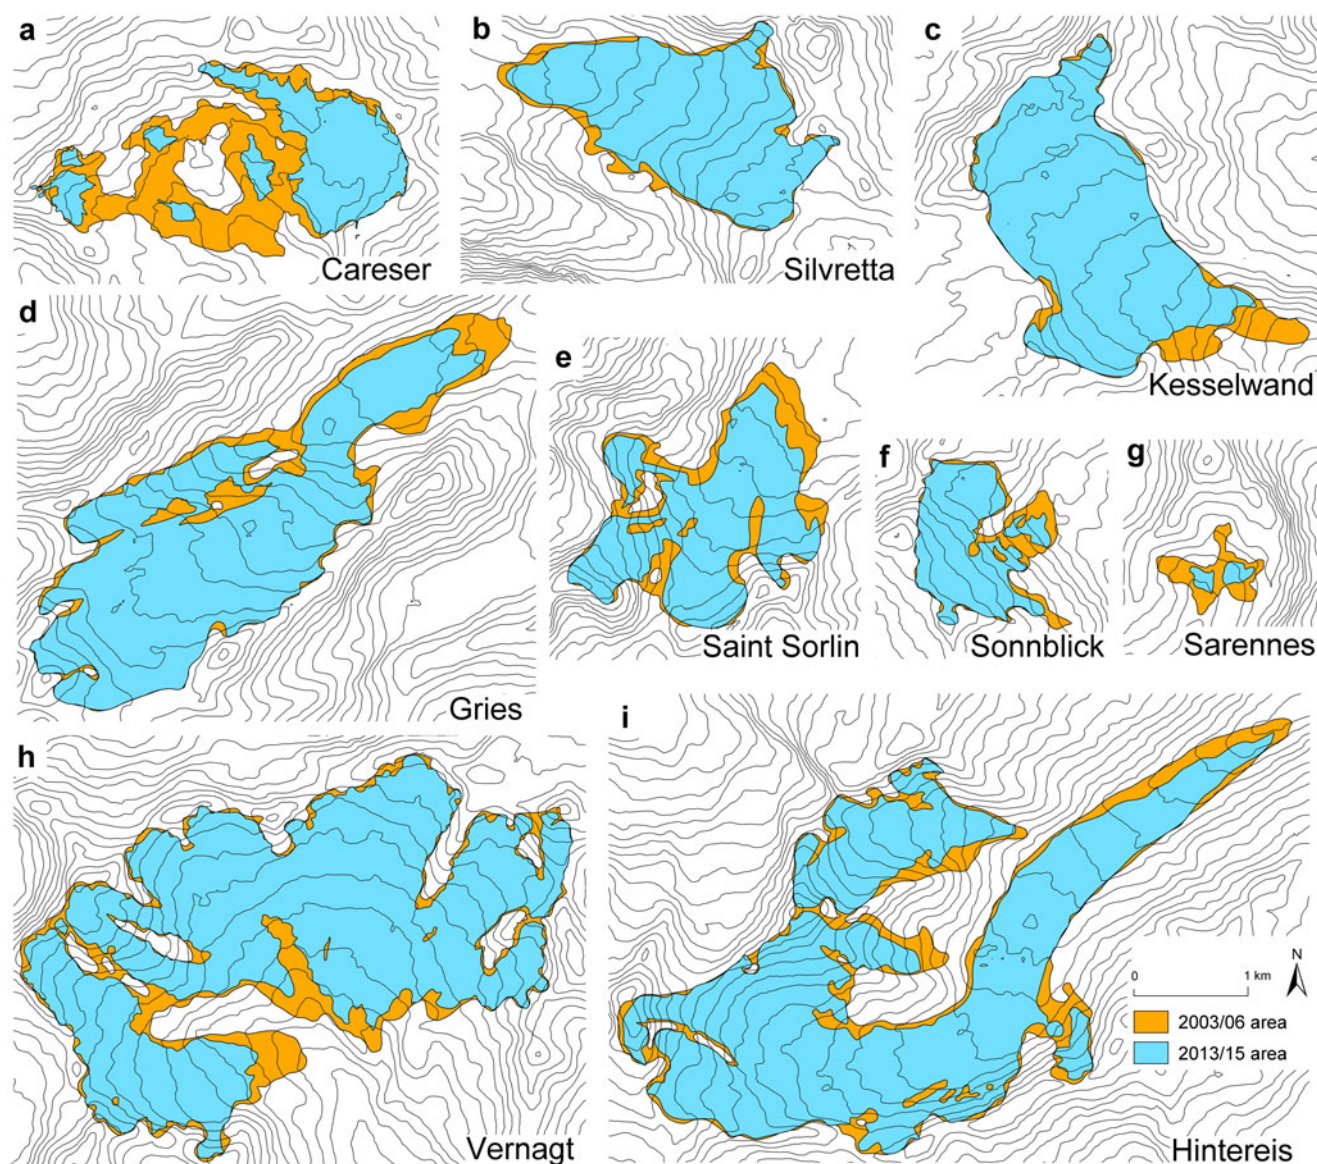 a
Careser
b
Silvretta
c
Kesselwand
d
Gries
e
Saint Sorlin
f
Sonnblick
g
Sarennes
h
Vernagt
i
Hintereis
N
0 1 km
2003/06 area
2013/15 area